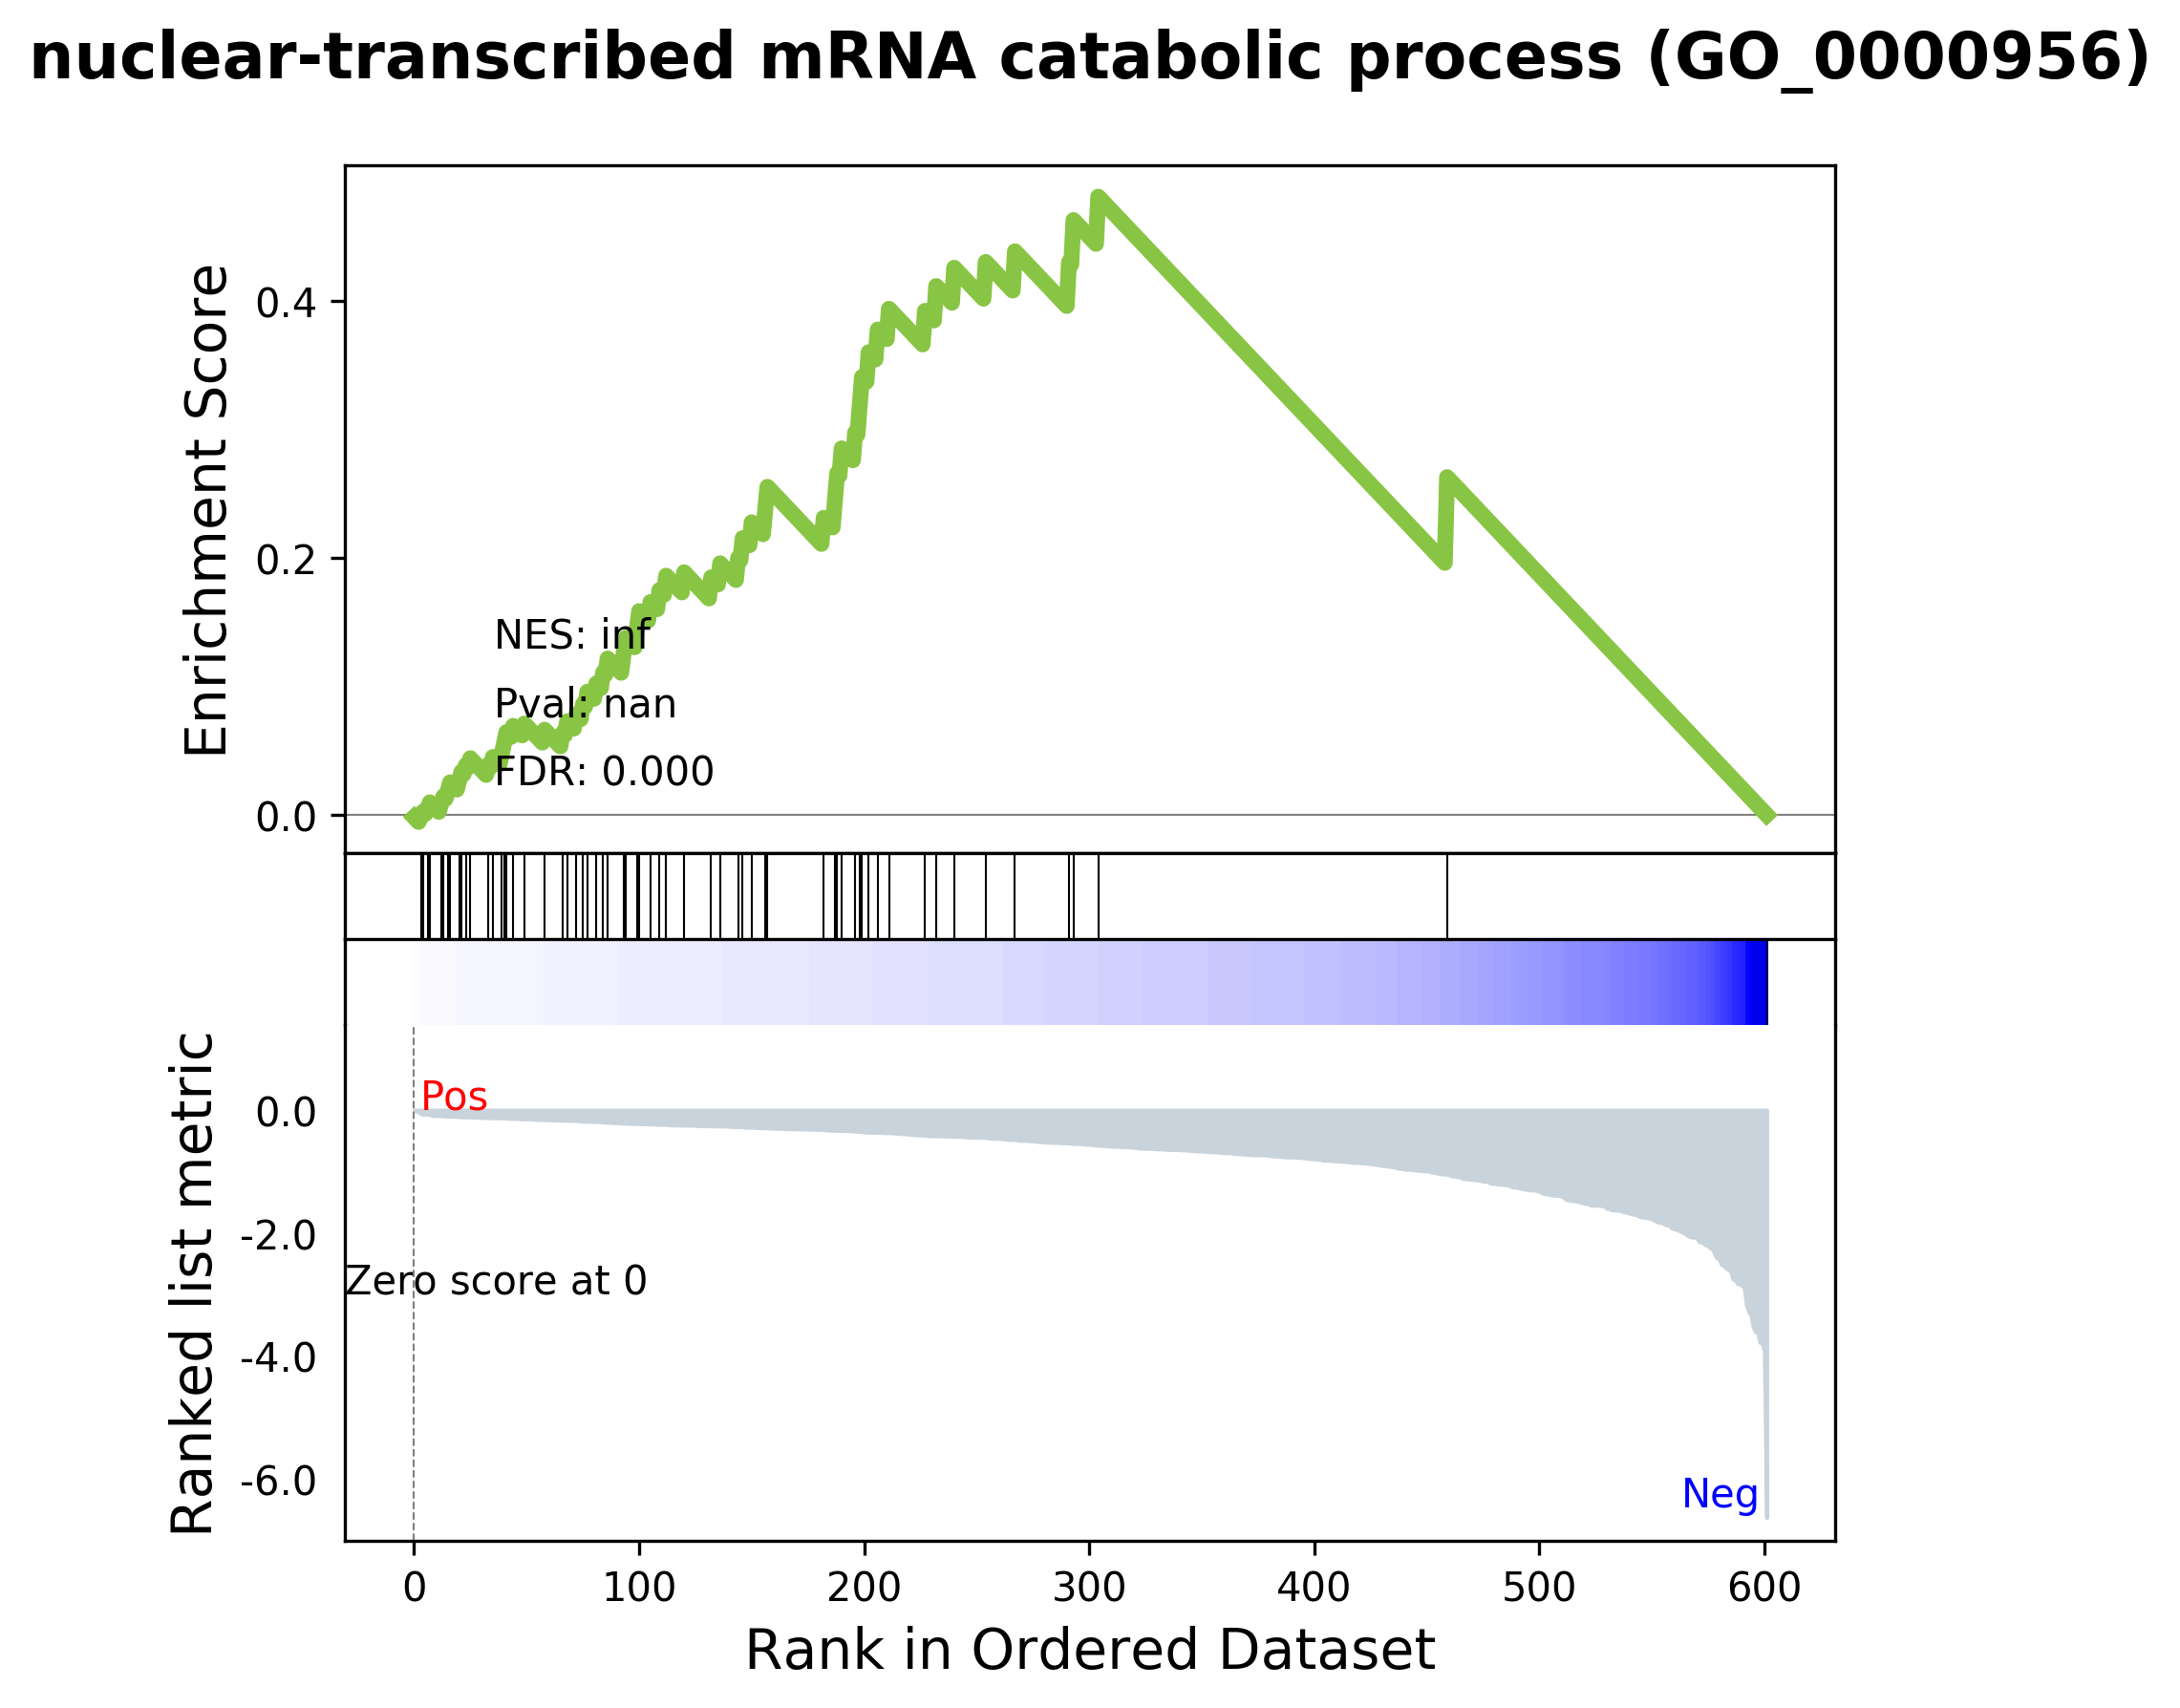 nuclear-transcribed mRNA catabolic process (GO_0000956)
Enrichment Score
0.4
0.2
0.0
NES: inf
Pval: nan
FDR: 0.000
Ranked list metric
0.0
-2.0
-4.0
-6.0
Pos
Zero score at 0
Neg
0 100 200 300 400 500 600
Rank in Ordered Dataset